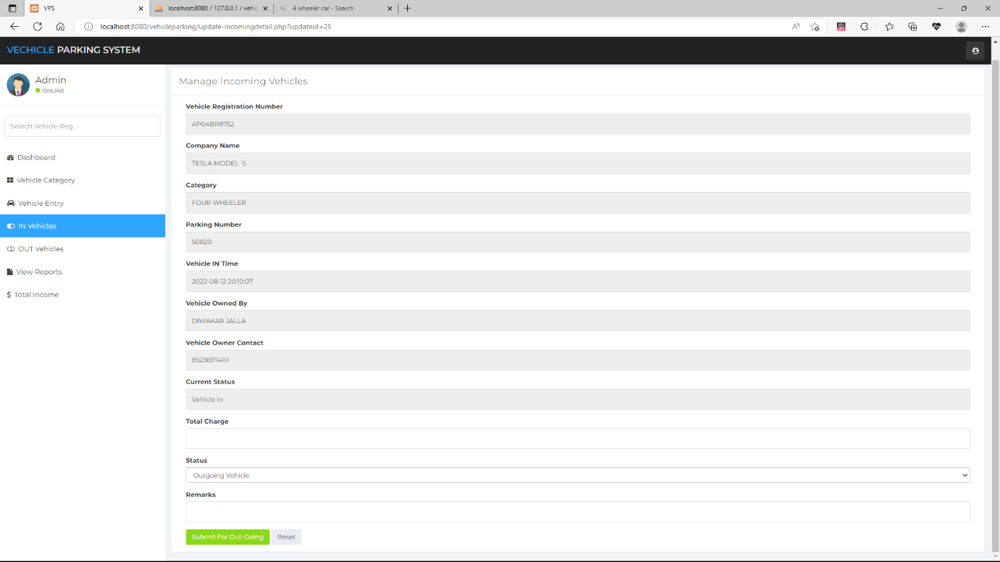 VPS
localhost:8080 / 127.0.0.1 / vehic
4 wheeler car - Search
localhost:8080/vehicleparking/update-incomingdetail.php?updateid=25
VECHICLE PARKING SYSTEM
Admin
ONLINE
Search Vehicle-Reg
Dashboard
Vehicle Category
Vehicle Entry
IN Vehicles
OUT Vehicles
View Reports
Total Income
Manage Incoming Vehicles
Vehicle Registration Number
AP04BR8752
Company Name
TESLA MODEL  S
Category
FOUR WHEELER
Parking Number
50820
Vehicle IN Time
2022-08-12 20:10:07
Vehicle Owned By
DIWAKAR JALLA
Vehicle Owner Contact
8523697410
Current Status
Vehicle In
Total Charge
Status
Outgoing Vehicle
Remarks
Submit For Out-Going
Reset